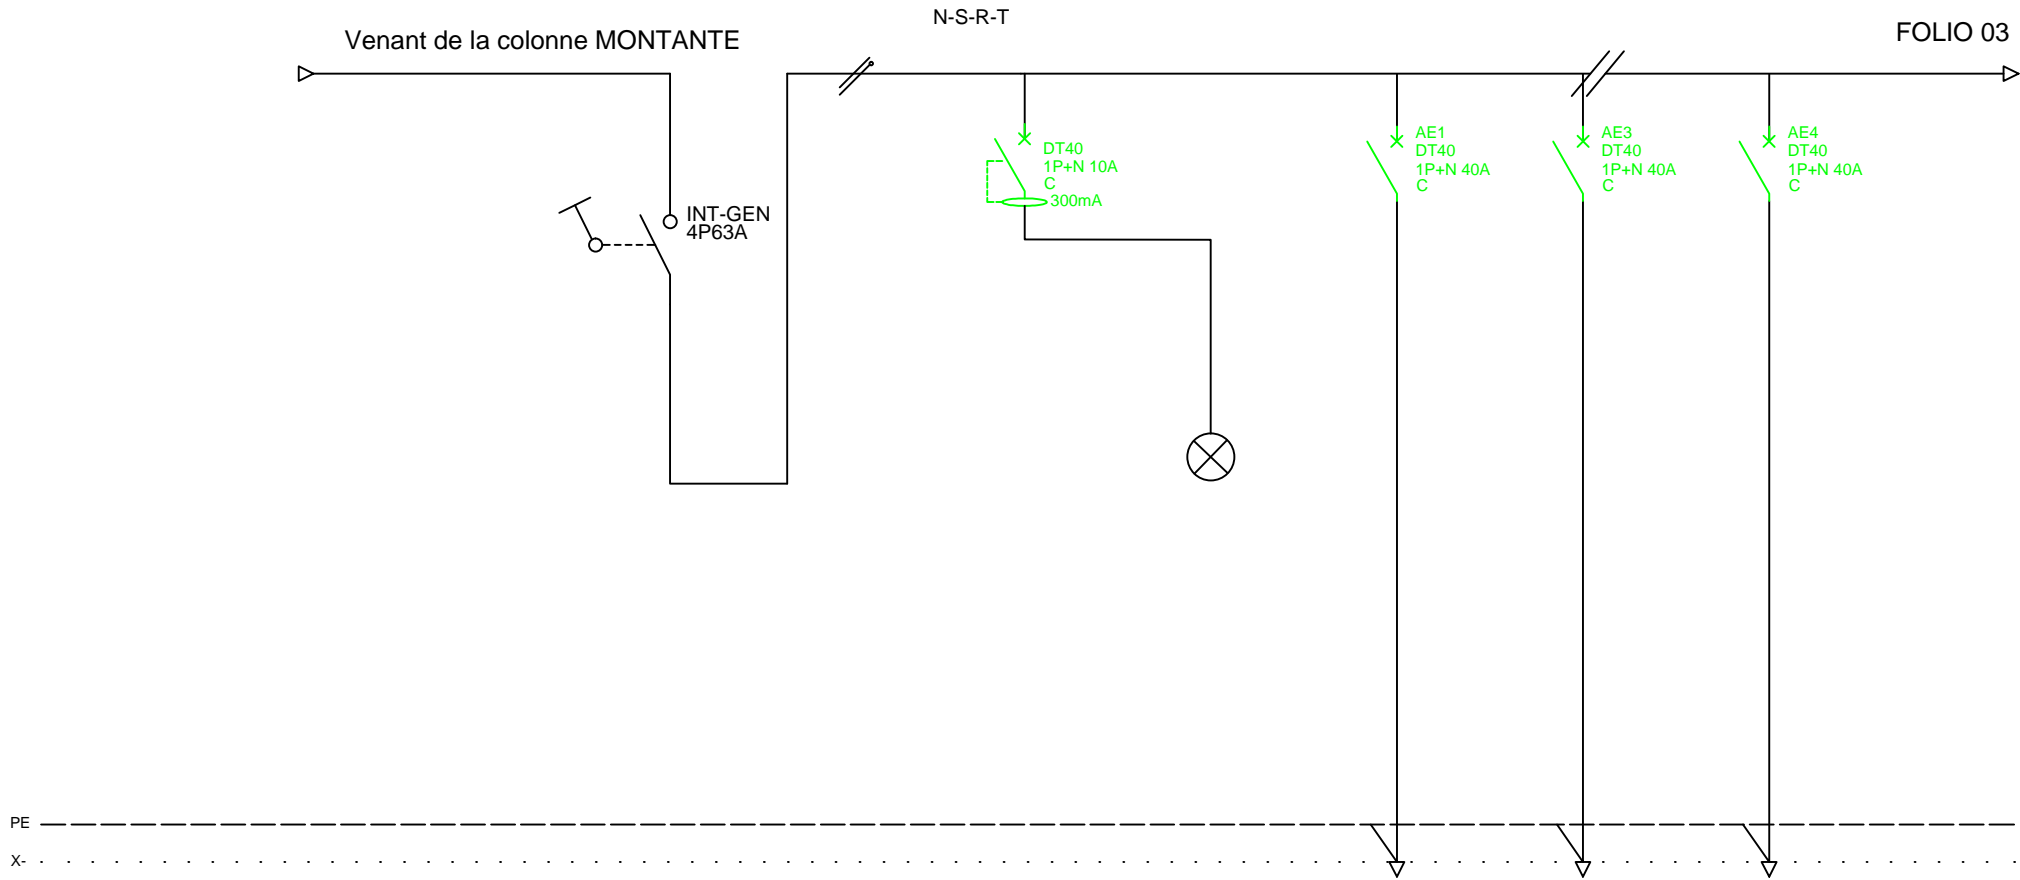 N-S-R-T
Venant de la colonne MONTANTE
FOLIO 03
INT-GEN
4P63A
DT40
1P+N 10A
C
300mA
AE1
DT40
1P+N 40A
C
AE3
DT40
1P+N 40A
C
AE4
DT40
1P+N 40A
C
PE
X-